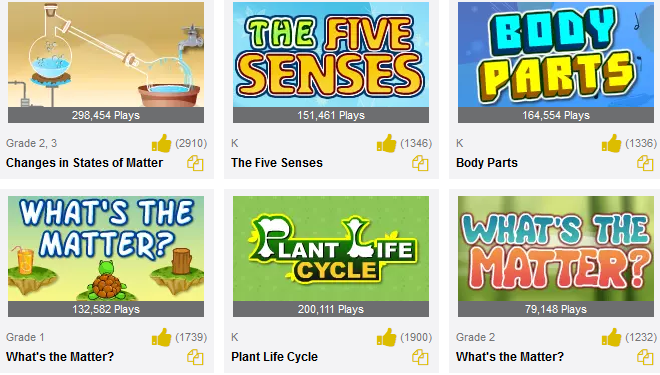 THE FIVE
SENSES
BODY
PARTS
298,454 Plays
151,461 Plays
164,554 Plays
Grade 2, 3
(2910)
K
(1346)
K
(1336)
Changes in States of Matter
The Five Senses
Body Parts
WHAT'S THE
MATTER?
PLANT LIFE
CYCLE
WHAT'S THE
MATTER?
132,582 Plays
200,111 Plays
79,148 Plays
Grade 1
(1739)
K
(1900)
Grade 2
(1232)
What's the Matter?
Plant Life Cycle
What's the Matter?